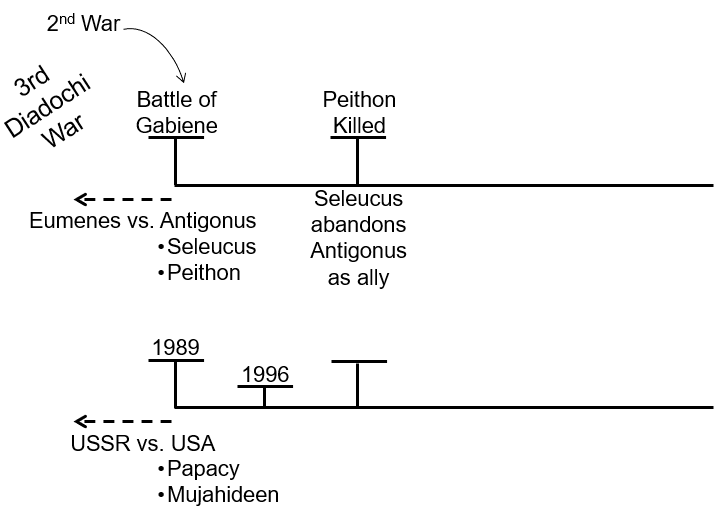 2nd War
3rd
Diadochi
War
Battle of
Gabiene
Peithon
Killed
Eumenes vs. Antigonus
•Seleucus
•Peithon
Seleucus
abandons
Antigonus
as ally
1989
1996
USSR vs. USA
•Papacy
•Mujahideen